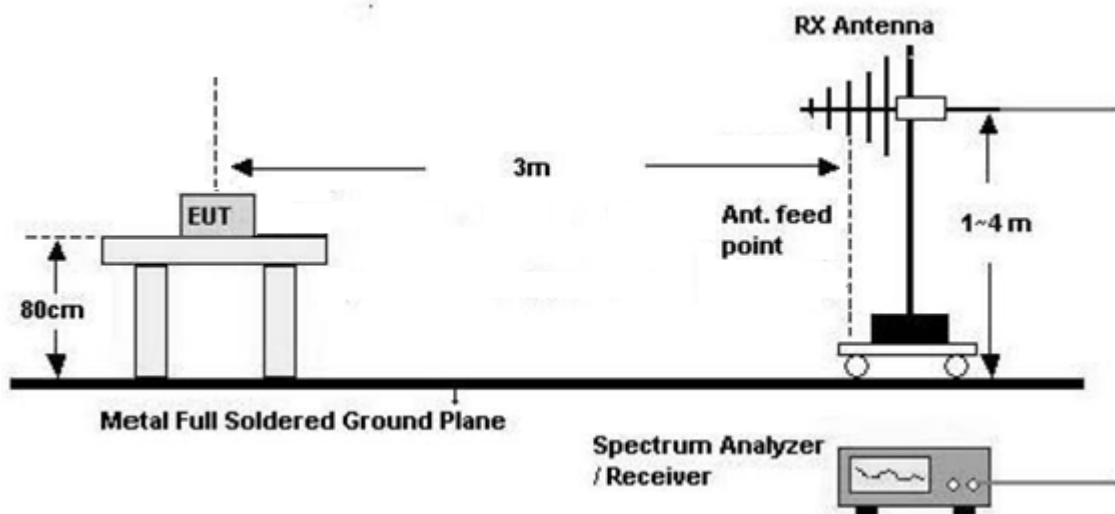 RX Antenna
3m
EUT
Ant. feed
point
1~4 m
80cm
Metal Full Soldered Ground Plane
Spectrum Analyzer
/ Receiver